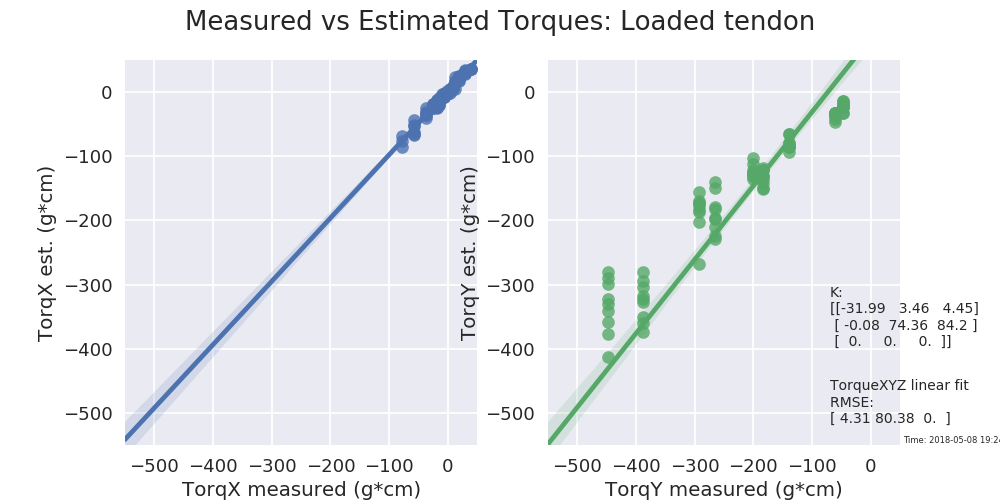 Measured vs Estimated Torques: Loaded tendon
TorqX est. (g*cm)
0
−100
−200
−300
−400
−500
−500 −400 −300 −200 −100 0
TorqX measured (g*cm)
TorqY est. (g*cm)
0
−100
−200
−300
−400
−500
−500 −400 −300 −200 −100 0
TorqY measured (g*cm)
K:
[[-31.99 3.46 4.45]
[ -0.08 74.36 84.2 ]
[ 0. 0. 0. ]]
TorqueXYZ linear fit
RMSE:
[ 4.31 80.38 0. ]
Time: 2018-05-08 19:24